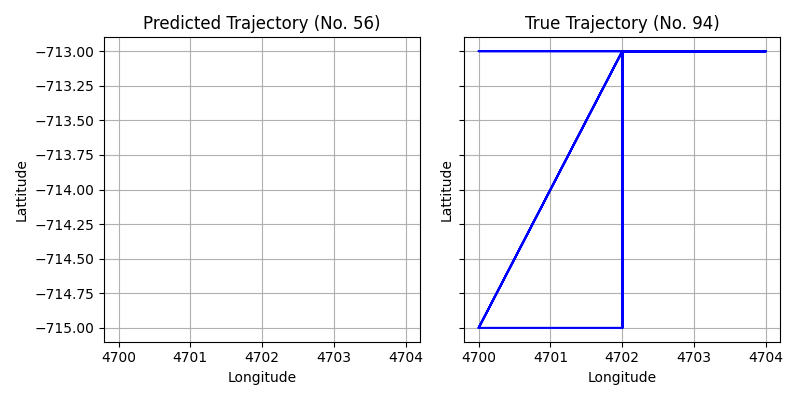 Predicted Trajectory (No. 56)
True Trajectory (No. 94)
−713.00
−713.25
−713.50
−713.75
−714.00
−714.25
−714.50
−714.75
−715.00
Lattitude
Lattitude
4700 4701 4702 4703 4704
4700 4701 4702 4703 4704
Longitude
Longitude